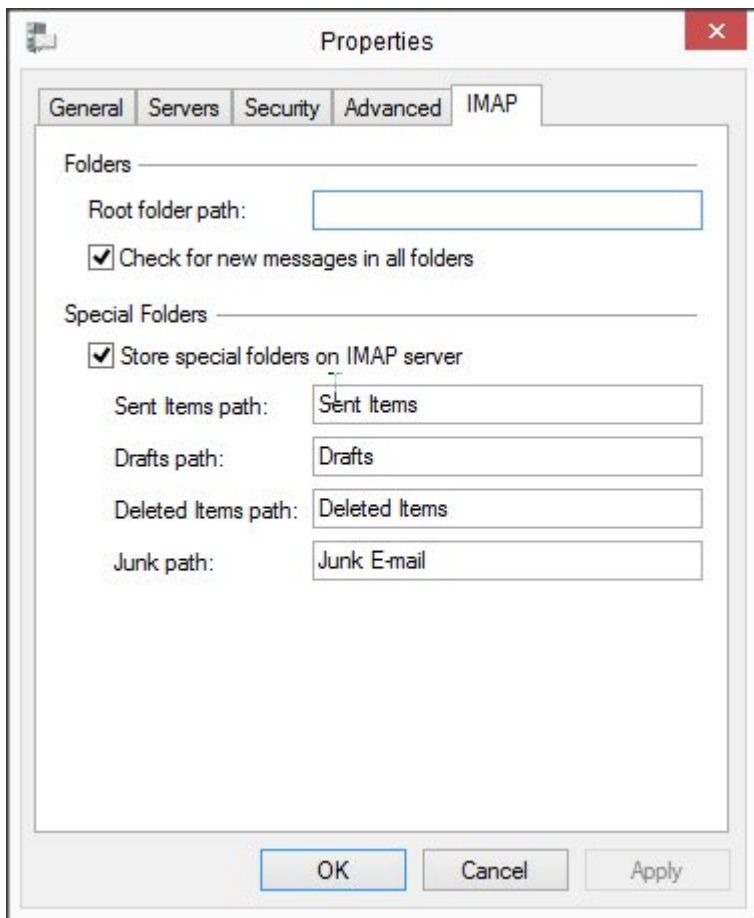 Properties
General Servers Security Advanced IMAP
Folders
Root folder path:
Check for new messages in all folders
Special Folders
Store special folders on IMAP server
Sent Items path: Sent Items
Drafts path: Drafts
Deleted Items path: Deleted Items
Junk path: Junk E-mail
OK Cancel Apply